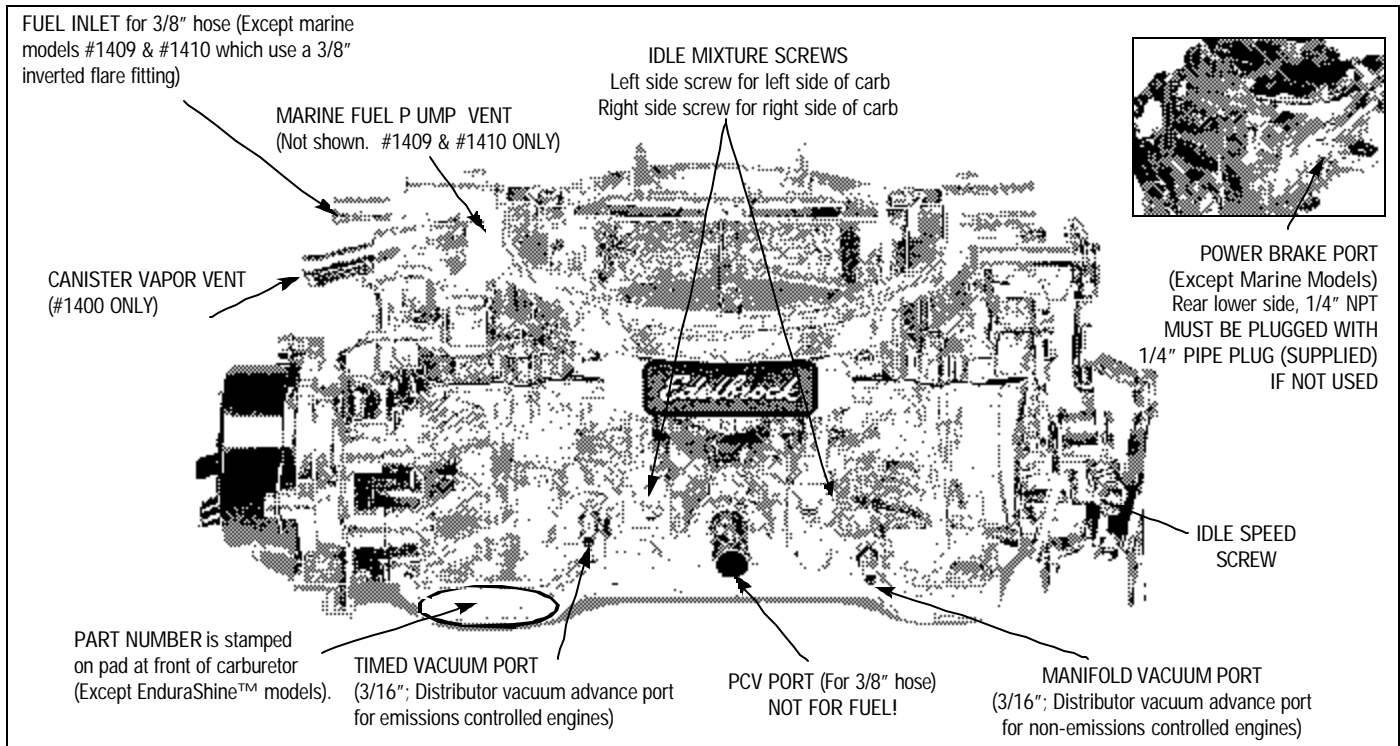 FUEL INLET for 3/8" hose (Except marine
models #1409 & #1410 which use a 3/8"
inverted flare fitting)
MARINE FUEL P UMP VENT
(Not shown. #1409 & #1410 ONLY)
IDLE MIXTURE SCREWS
Left side screw for left side of carb
Right side screw for right side of carb
CANISTER VAPOR VENT
(#1400 ONLY)
POWER BRAKE PORT
(Except Marine Models)
Rear lower side, 1/4" NPT
MUST BE PLUGGED WITH
1/4" PIPE PLUG (SUPPLIED)
IF NOT USED
Edelbrock
IDLE SPEED
SCREW
PART NUMBER is stamped
on pad at front of carburetor
(Except EnduraShine™ models).
TIMED VACUUM PORT
(3/16"; Distributor vacuum advance port
for emissions controlled engines)
PCV PORT (For 3/8" hose)
NOT FOR FUEL!
MANIFOLD VACUUM PORT
(3/16"; Distributor vacuum advance port
for non-emissions controlled engines)